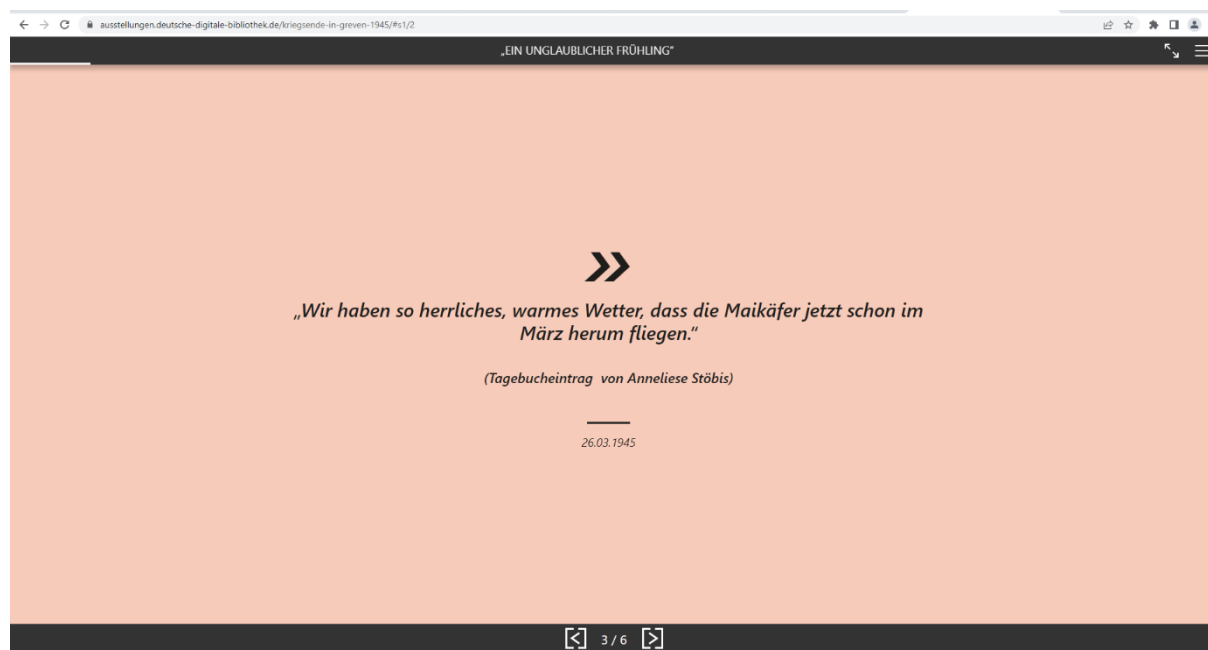 ausstellungen.deutsche-digitale-bibliothek.de/kriegsende-in-greven-1945/#s1/2
„EIN UNGLAUBLICHER FRÜHLING“
»
„Wir haben so herrliches, warmes Wetter, dass die Maikäfer jetzt schon im
März herum fliegen.“
(Tagebucheintrag von Anneliese Stöbis)
26.03.1945
3 / 6